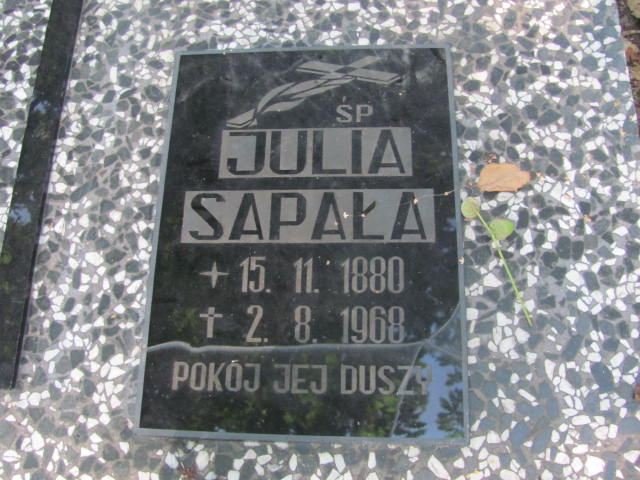 ŚP
JULIA
SAPAŁA
+ 15. 11. 1880
† 2. 8. 1968
POKÓJ JEJ DUSZY